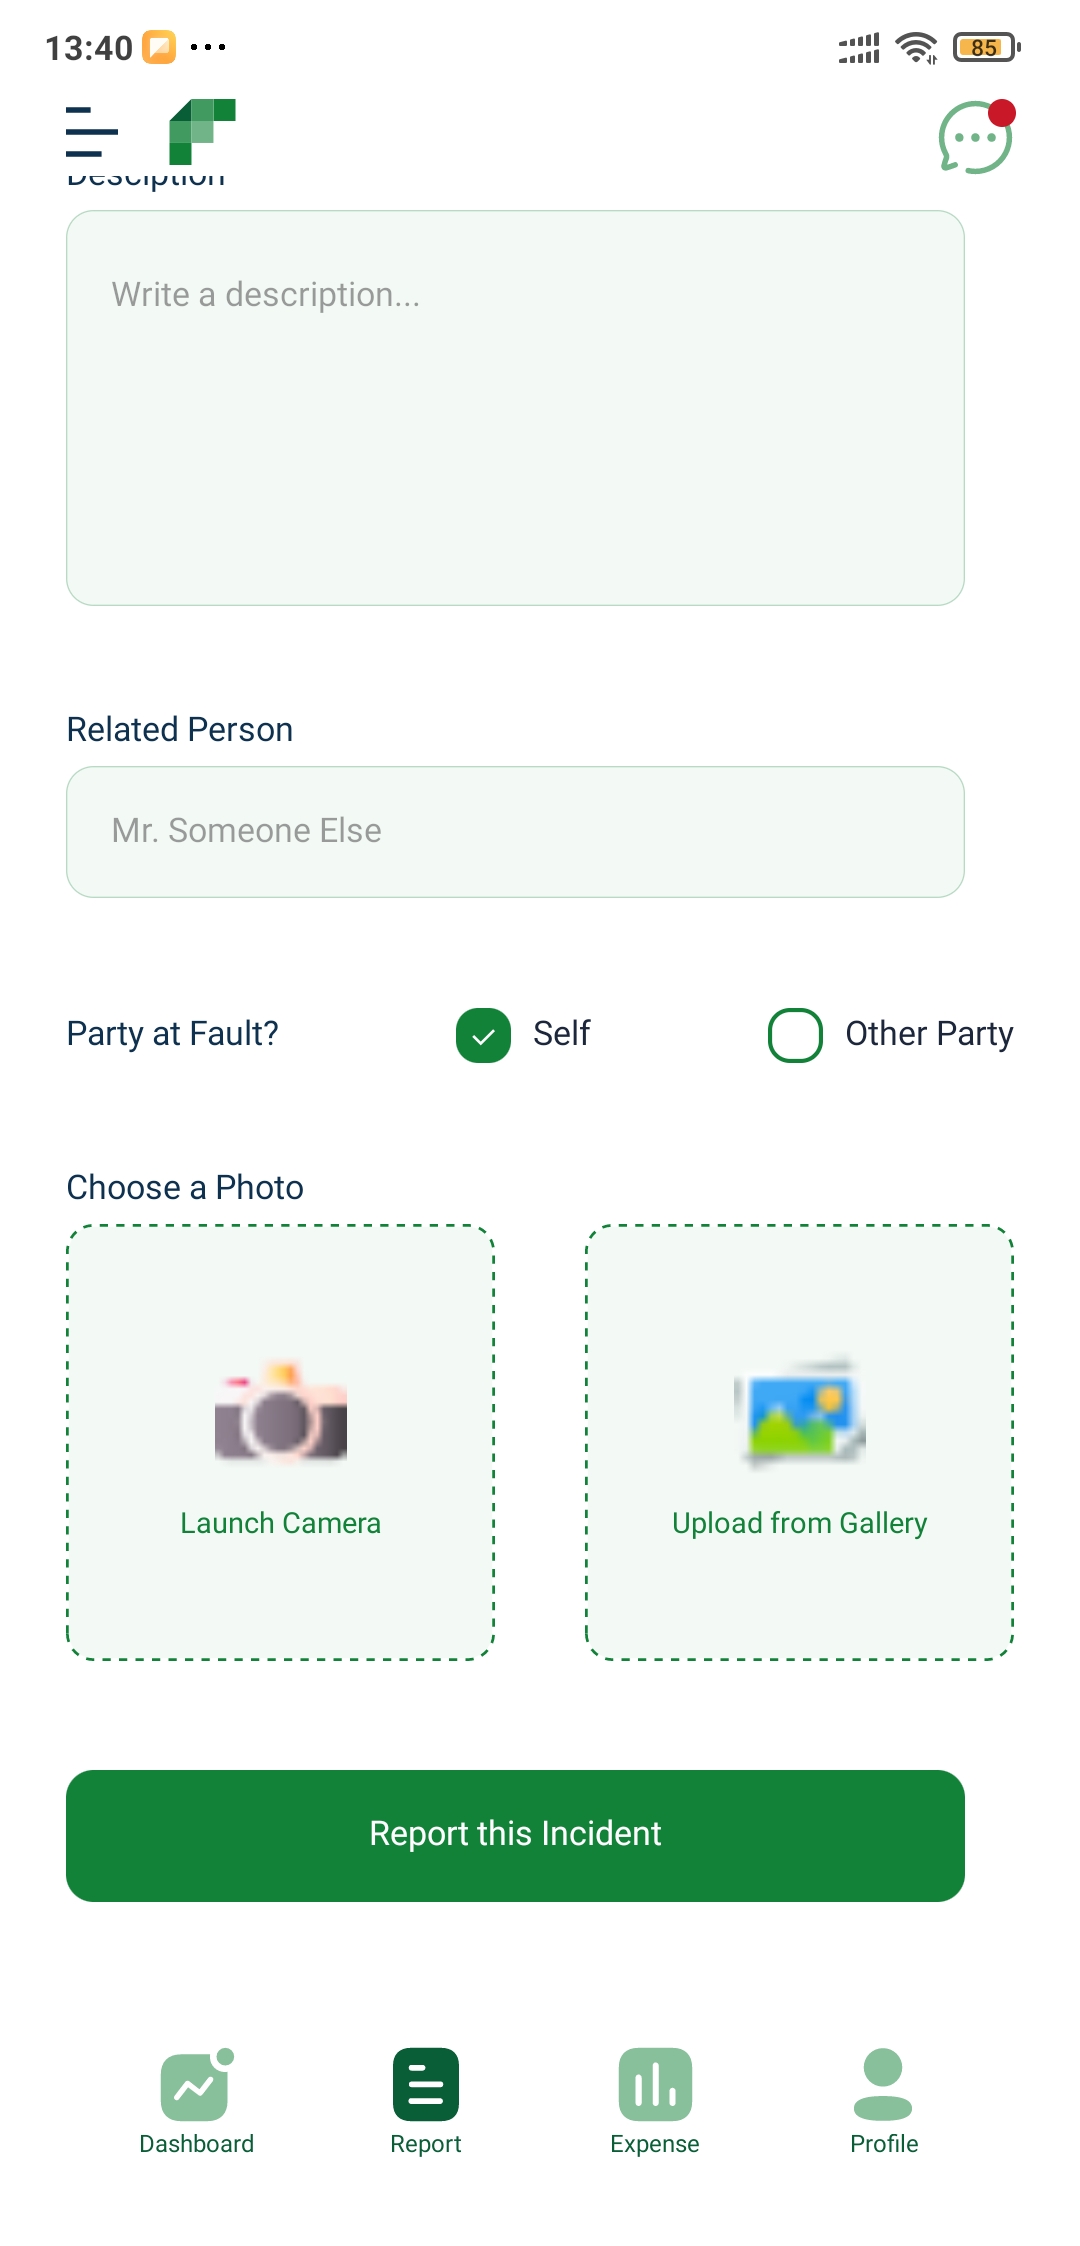 13:40
85
Desciption
Write a description...
Related Person
Mr. Someone Else
Party at Fault? Self Other Party
Choose a Photo
Launch Camera Upload from Gallery
Report this Incident
Dashboard Report Expense Profile